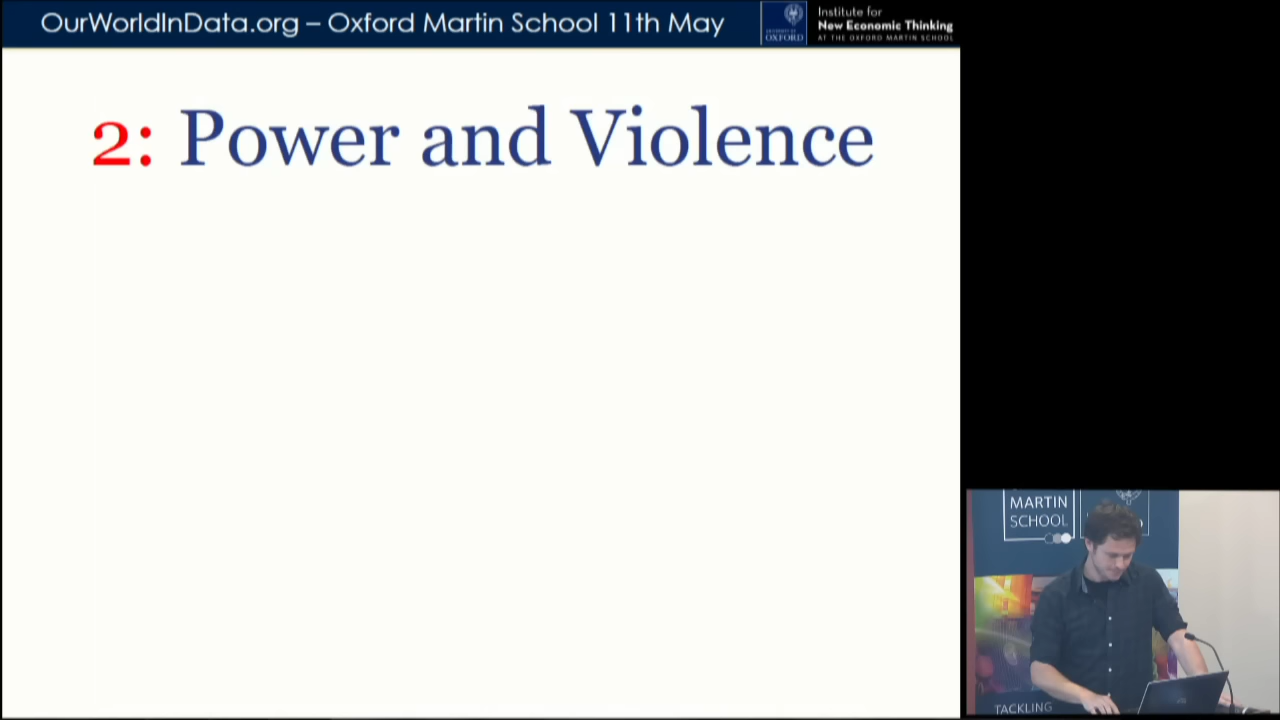 OurWorldInData.org – Oxford Martin School 11th May
UNIVERSITY OF
OXFORD
Institute for
New Economic Thinking
AT THE OXFORD MARTIN SCHOOL
2: Power and Violence
MARTIN
SCHOOL
TACKLING